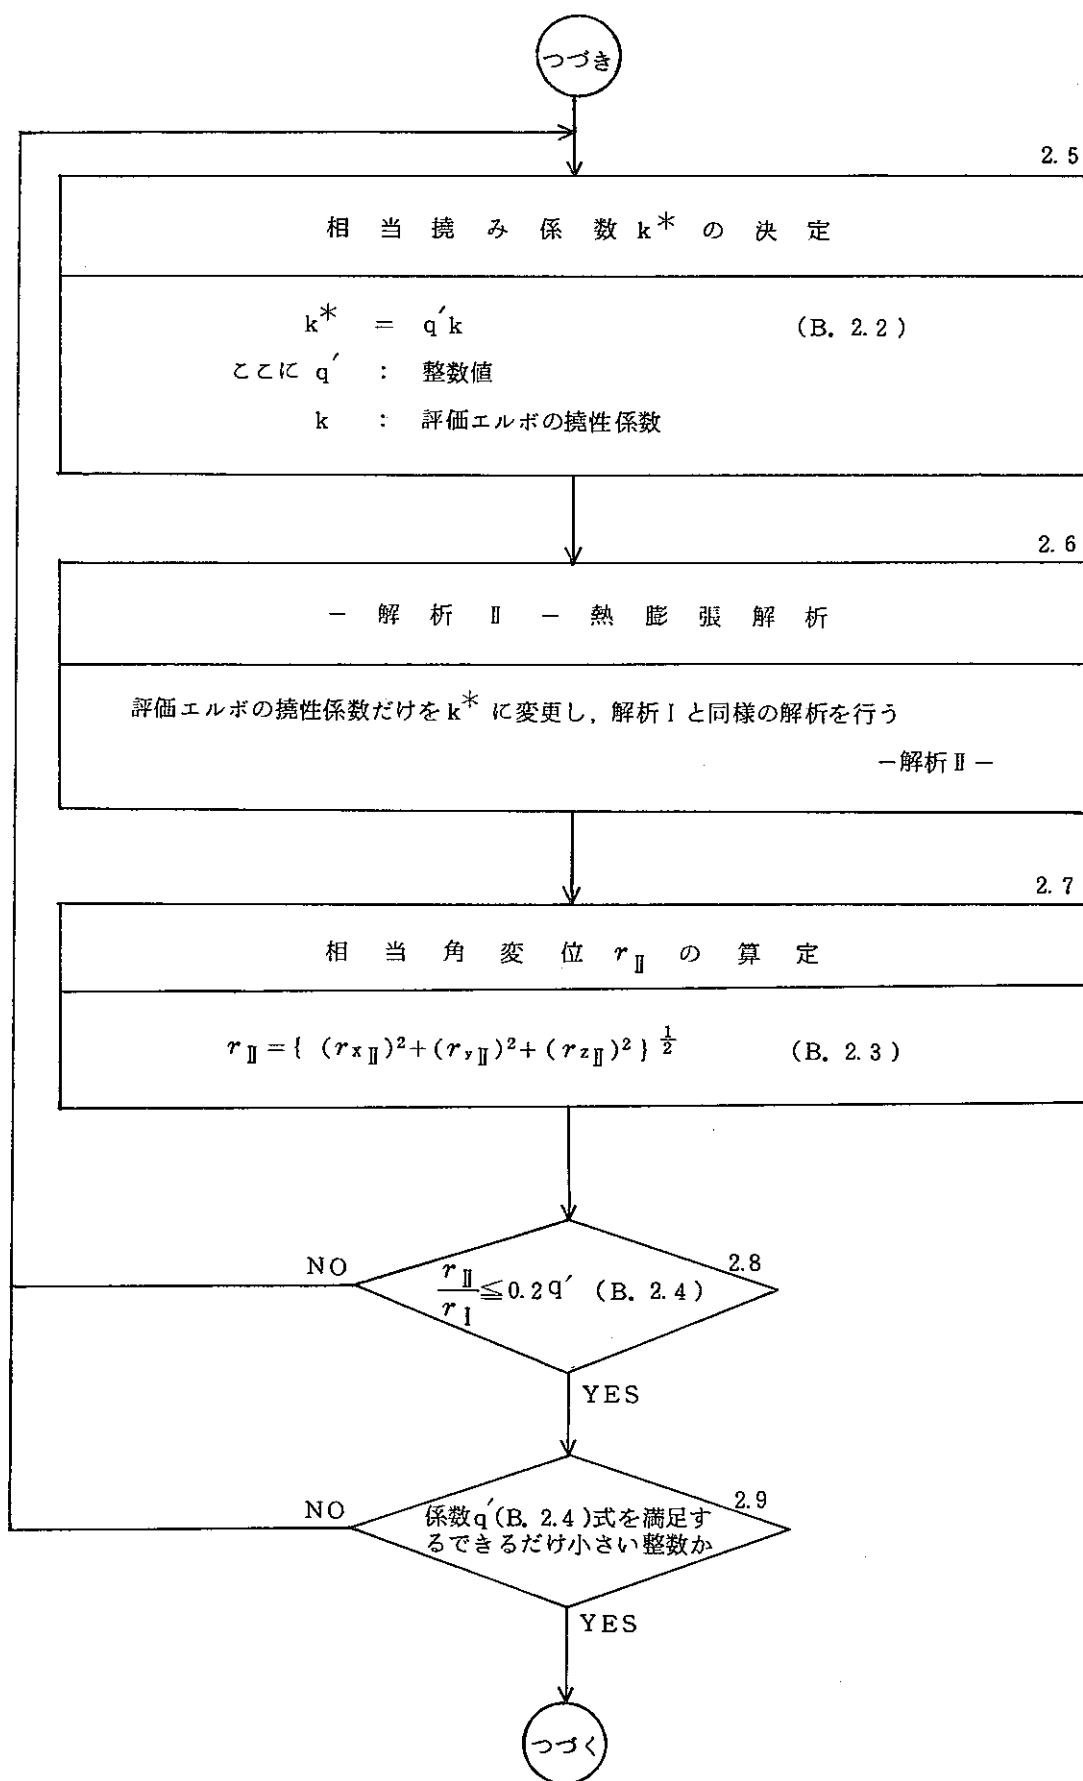 つづき
2.5
相当撓み係数k*の決定
k* = q′k (B. 2.2)
ここに q′ : 整数値
k : 評価エルボの撓性係数
2.6
－解析Ⅱ－熱膨張解析
評価エルボの撓性係数だけをk*に変更し,解析Ⅰと同様の解析を行う
－解析Ⅱ－
2.7
相当角変位rⅡの算定
rⅡ={ (rxⅡ)²+(ryⅡ)²+(rzⅡ)² }^1/2 (B. 2.3)
2.8
NO
rⅡ/rⅠ≦0.2q′ (B. 2.4)
YES
2.9
NO
係数q′(B. 2.4)式を満足す
るできるだけ小さい整数か
YES
つづく